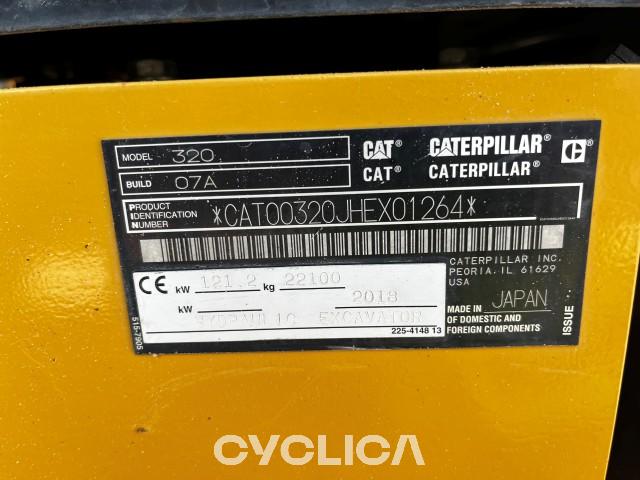 MODEL 320
CAT® CATERPILLAR®
BUILD 07A
CAT® CATERPILLAR®
PRODUCT IDENTIFICATION NUMBER *CAT00320JHEX01264*
CATERPILLAR INC.
PEORIA, IL 61629
USA
CE kW 121.2 kg 22100
kW 2018
HYDRAULIC EXCAVATOR
225-4148 13
MADE IN JAPAN
OF DOMESTIC AND
FOREIGN COMPONENTS
ISSUE:
515-7905
CYCLICA